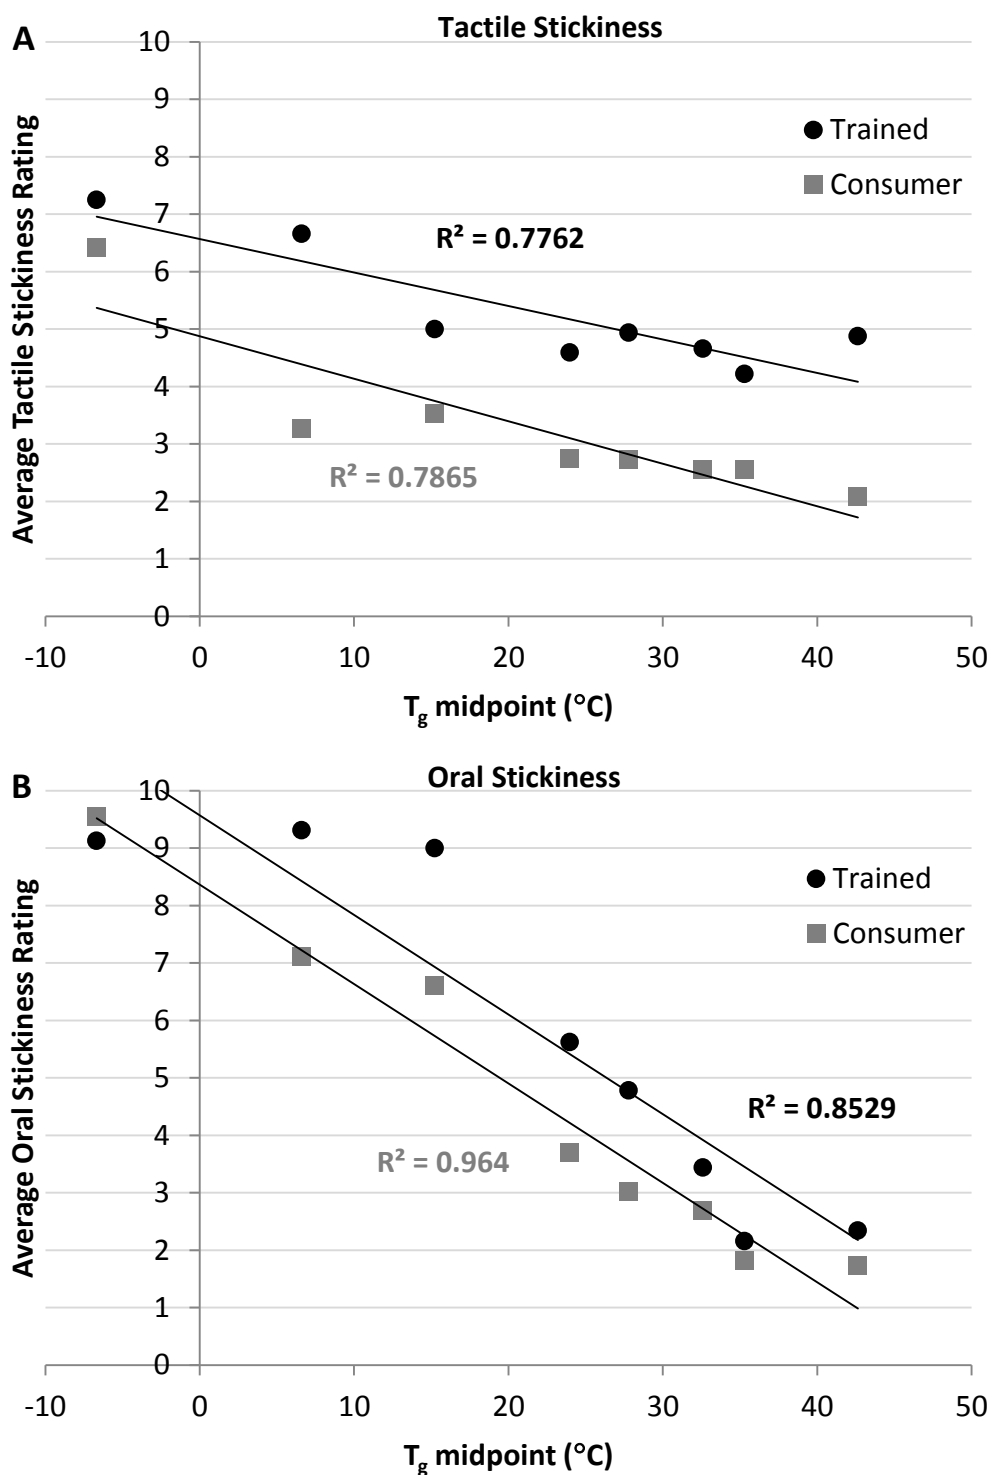 A
Tactile Stickiness
10
9
8
7
6
5
4
3
2
1
0
Average Tactile Stickiness Rating
Trained
Consumer
R² = 0.7762
R² = 0.7865
-10 0 10 20 30 40 50
Tg midpoint (°C)
B
Oral Stickiness
10
9
8
7
6
5
4
3
2
1
0
Average Oral Stickiness Rating
Trained
Consumer
R² = 0.8529
R² = 0.964
-10 0 10 20 30 40 50
Tg midpoint (°C)